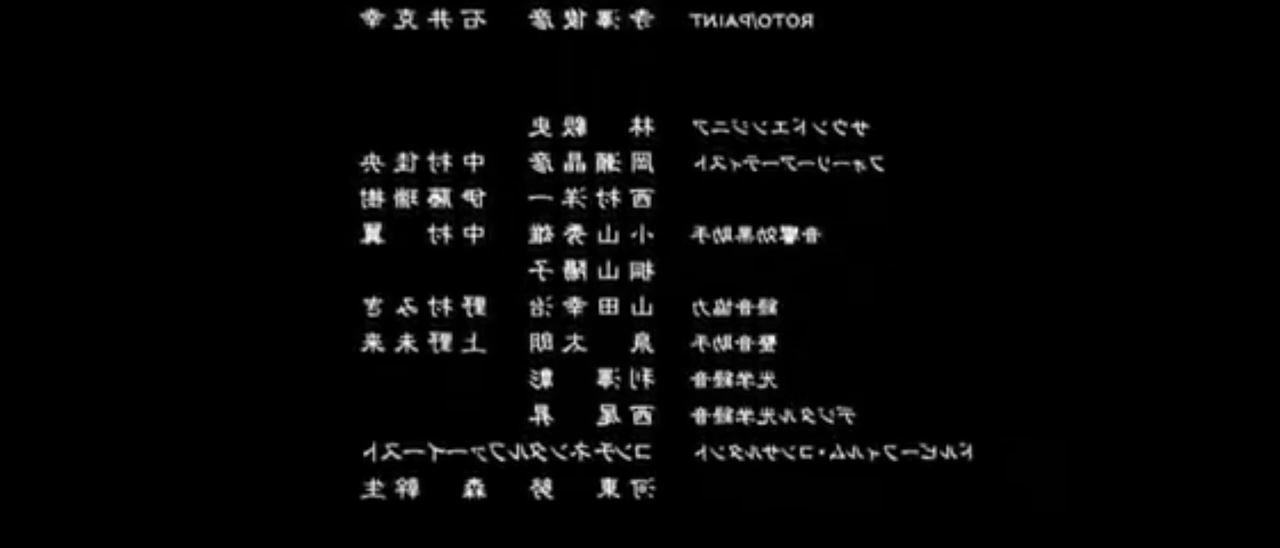 ROTO/PAINT 寺澤俊彦 石井克幸
サウンドエンジニア 林 毅史
フォーリーアーティスト 岡瀬晶彦 中村佳央
西村洋一 伊藤瑞樹
音響効果助手 小山秀雄 中村 翼
桐山陽子
録音協力 山田幸治 野村みき
整音助手 泉 太朗 上野未来
光学録音 利澤 彰
デジタル光学録音 西尾 昇
ドルビーフィルム・コンサルタント コンチネンタルファーイースト
河東 努 森 幹生